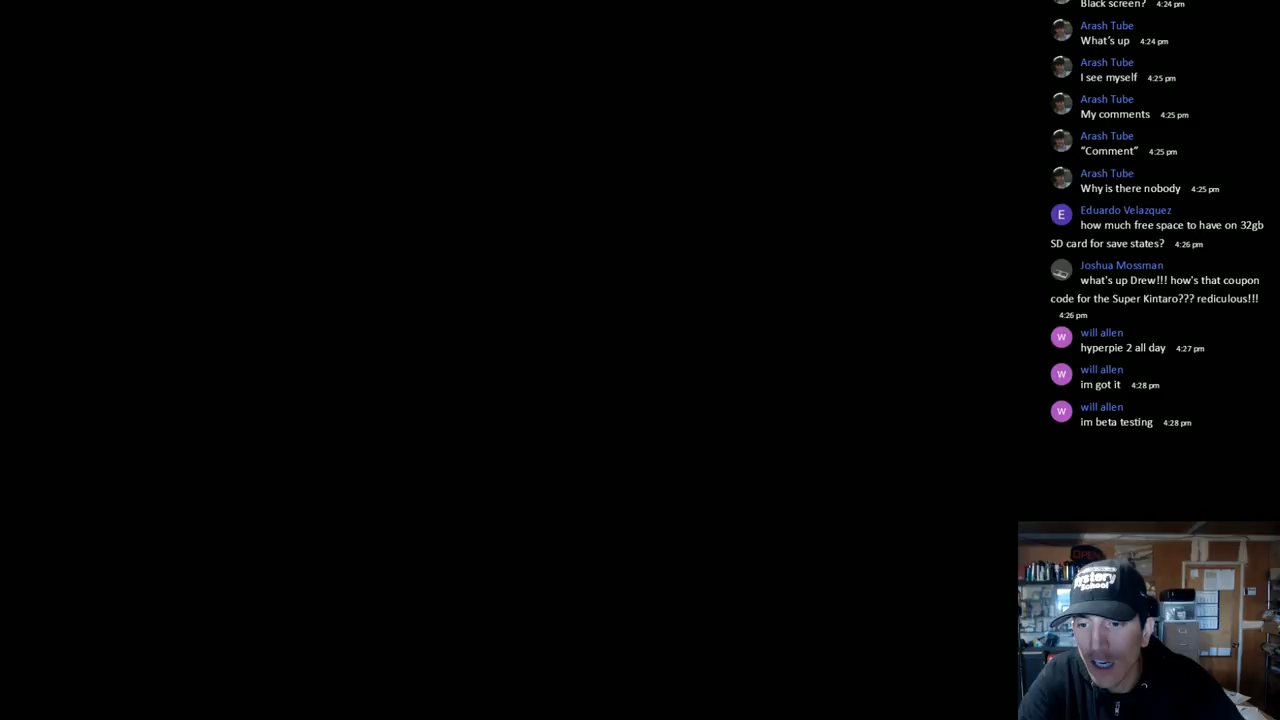 Black screen? 4:24 pm
Arash Tube
What's up 4:24 pm
Arash Tube
I see myself 4:25 pm
Arash Tube
My comments 4:25 pm
Arash Tube
“Comment” 4:25 pm
Arash Tube
Why is there nobody 4:25 pm
E
Eduardo Velazquez
how much free space to have on 32gb
SD card for save states? 4:26 pm
Joshua Mossman
what's up Drew!!! how's that coupon
code for the Super Kintaro??? rediculous!!!
4:26 pm
W
will allen
hyperpie 2 all day 4:27 pm
W
will allen
im got it 4:28 pm
W
will allen
im beta testing 4:28 pm
OPEN
Mystery
School